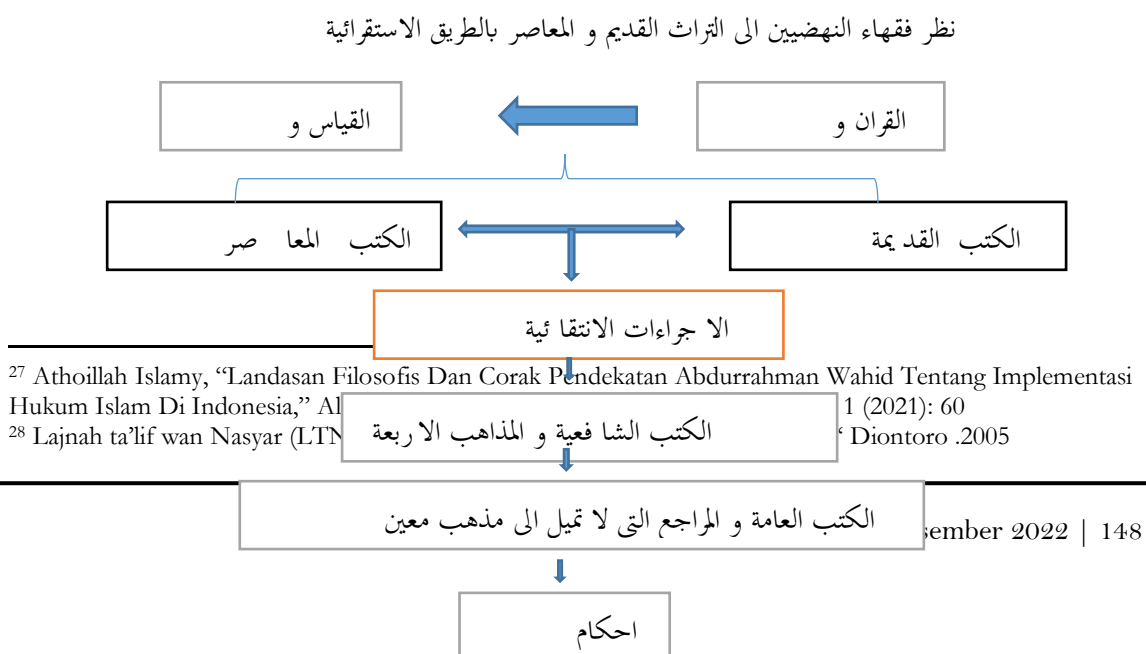 نظر فقهاء النهضيين الى التراث القديم و المعاصر بالطريق الاستقرائية
القران و
القياس و
الكتب القد يمة
الكتب المعا صر
الا جراءات الانتقا ئية
27 Athoillah Islamy, “Landasan Filosofis Dan Corak Pendekatan Abdurrahman Wahid Tentang Implementasi
Hukum Islam Di Indonesia,” Al 1 (2021): 60
28 Lajnah ta’lif wan Nasyar (LTN “ Diontoro .2005
الكتب الشا فعية و المذاهب الا ربعة
الكتب العامة و المراجع التى لا تميل الى مذهب معين
sember 2022 | 148
احكام